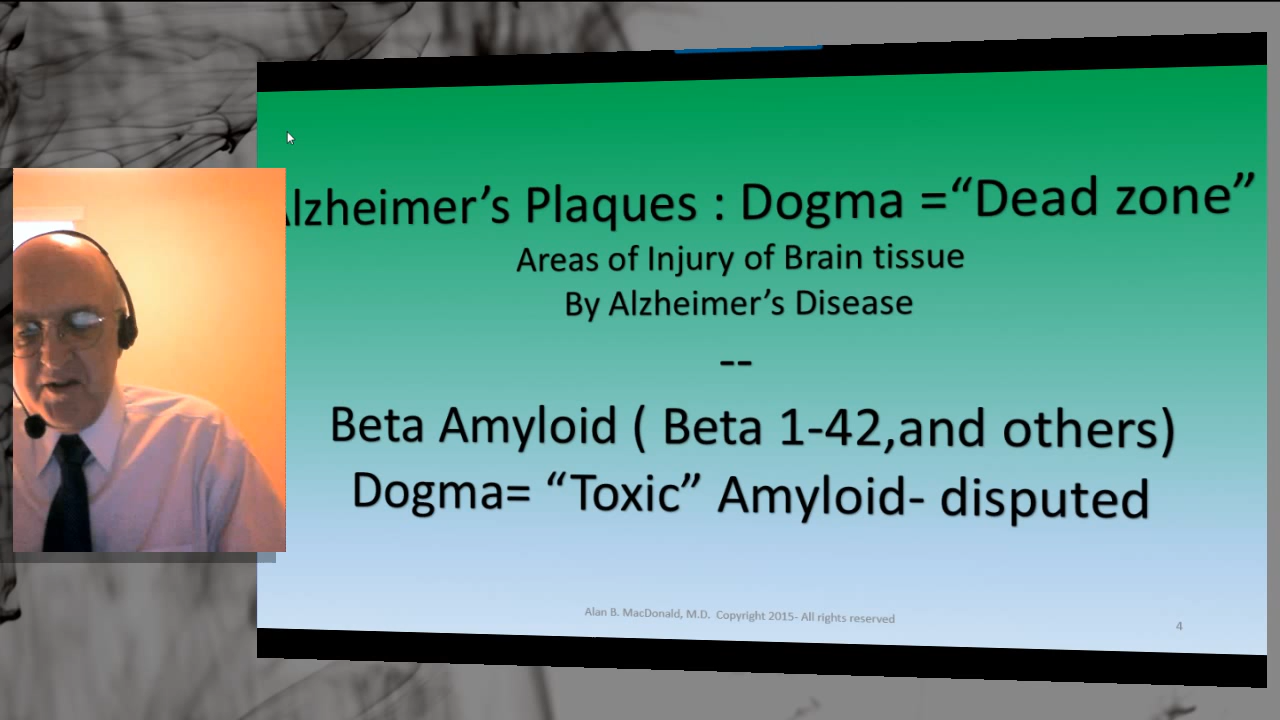 Alzheimer’s Plaques : Dogma =“Dead zone”
Areas of Injury of Brain tissue
By Alzheimer’s Disease
--
Beta Amyloid ( Beta 1-42,and others)
Dogma= “Toxic” Amyloid- disputed
Alan B. MacDonald, M.D. Copyright 2015- All rights reserved
4